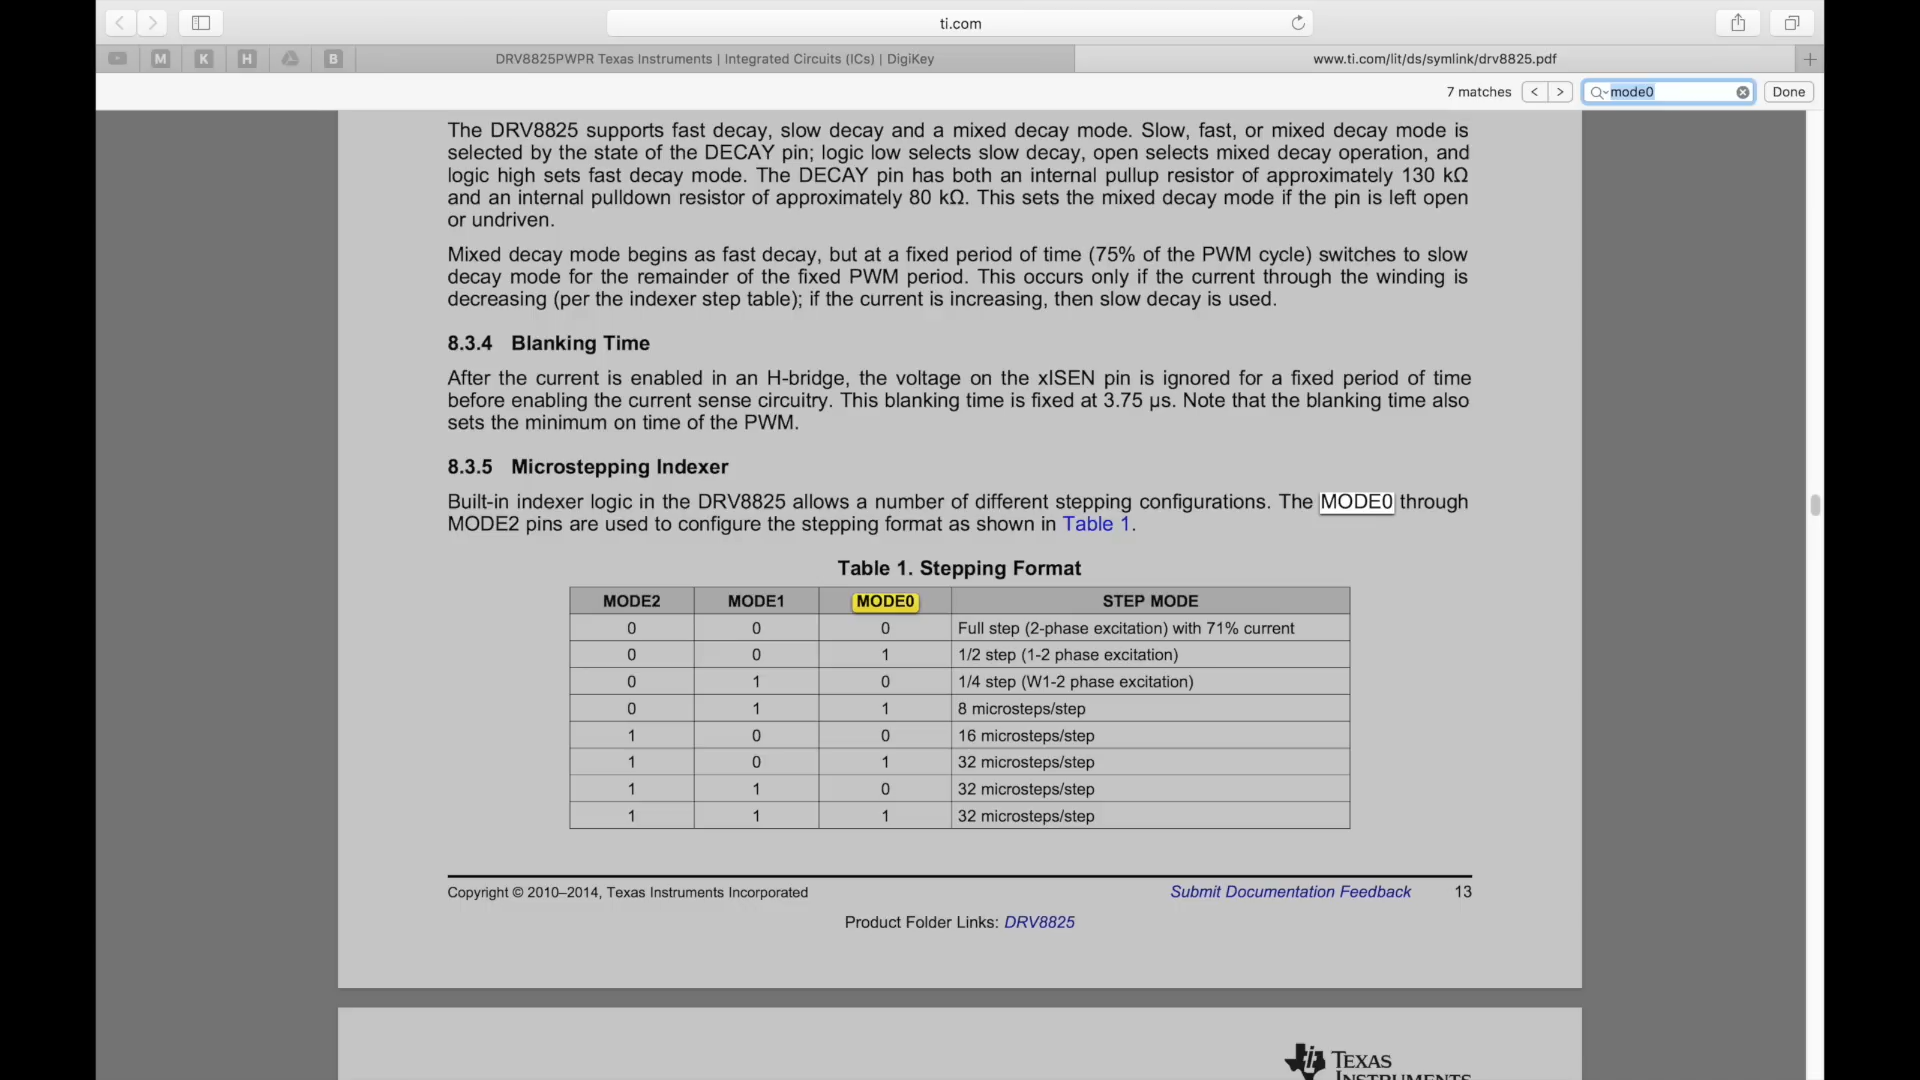 ti.com
M K H B
DRV8825PWPR Texas Instruments | Integrated Circuits (ICs) | DigiKey
www.ti.com/lit/ds/symlink/drv8825.pdf
7 matches < > mode0 Done
The DRV8825 supports fast decay, slow decay and a mixed decay mode. Slow, fast, or mixed decay mode is
selected by the state of the DECAY pin; logic low selects slow decay, open selects mixed decay operation, and
logic high sets fast decay mode. The DECAY pin has both an internal pullup resistor of approximately 130 kΩ
and an internal pulldown resistor of approximately 80 kΩ. This sets the mixed decay mode if the pin is left open
or undriven.
Mixed decay mode begins as fast decay, but at a fixed period of time (75% of the PWM cycle) switches to slow
decay mode for the remainder of the fixed PWM period. This occurs only if the current through the winding is
decreasing (per the indexer step table); if the current is increasing, then slow decay is used.
8.3.4 Blanking Time
After the current is enabled in an H-bridge, the voltage on the xISEN pin is ignored for a fixed period of time
before enabling the current sense circuitry. This blanking time is fixed at 3.75 μs. Note that the blanking time also
sets the minimum on time of the PWM.
8.3.5 Microstepping Indexer
Built-in indexer logic in the DRV8825 allows a number of different stepping configurations. The MODE0 through
MODE2 pins are used to configure the stepping format as shown in Table 1.
Table 1. Stepping Format
MODE2 MODE1 MODE0 STEP MODE
0 0 0 Full step (2-phase excitation) with 71% current
0 0 1 1/2 step (1-2 phase excitation)
0 1 0 1/4 step (W1-2 phase excitation)
0 1 1 8 microsteps/step
1 0 0 16 microsteps/step
1 0 1 32 microsteps/step
1 1 0 32 microsteps/step
1 1 1 32 microsteps/step
Copyright © 2010–2014, Texas Instruments Incorporated
Submit Documentation Feedback 13
Product Folder Links: DRV8825
TEXAS
INSTRUMENTS